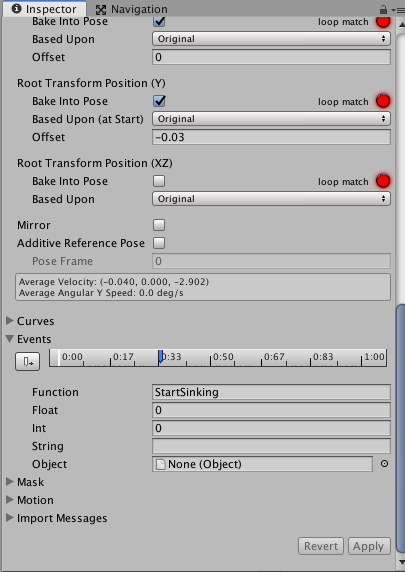 Inspector Navigation
Bake Into Pose loop match
Based Upon Original
Offset 0
Root Transform Position (Y)
Bake Into Pose loop match
Based Upon (at Start) Original
Offset -0.03
Root Transform Position (XZ)
Bake Into Pose loop match
Based Upon Original
Mirror
Additive Reference Pose
Pose Frame 0
Average Velocity: (-0.040, 0.000, -2.902)
Average Angular Y Speed: 0.0 deg/s
Curves
Events
0:00 0:17 0:33 0:50 0:67 0:83 1:00
Function StartSinking
Float 0
Int 0
String
Object None (Object)
Mask
Motion
Import Messages
Revert Apply